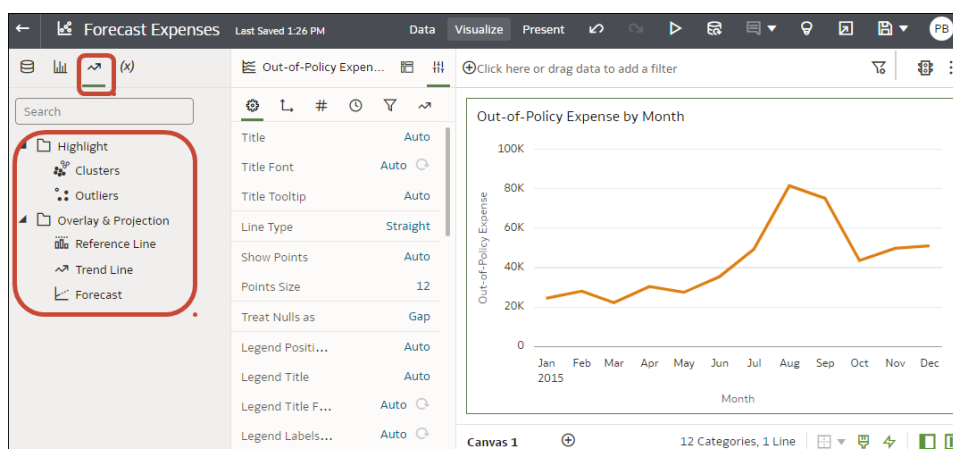 Forecast Expenses Last Saved 1:26 PM Data Visualize Present PB
(x) Out-of-Policy Expen... Click here or drag data to add a filter
Search
Highlight
Clusters
Outliers
Overlay & Projection
Reference Line
Trend Line
Forecast
#
Title Auto
Title Font Auto
Title Tooltip Auto
Line Type Straight
Show Points Auto
Points Size 12
Treat Nulls as Gap
Legend Positi... Auto
Legend Title Auto
Legend Title F... Auto
Legend Labels... Auto
Out-of-Policy Expense by Month
Out-of-Policy Expense
100K
80K
60K
40K
20K
0
Jan Feb Mar Apr May Jun Jul Aug Sep Oct Nov Dec
2015
Month
Canvas 1 12 Categories, 1 Line